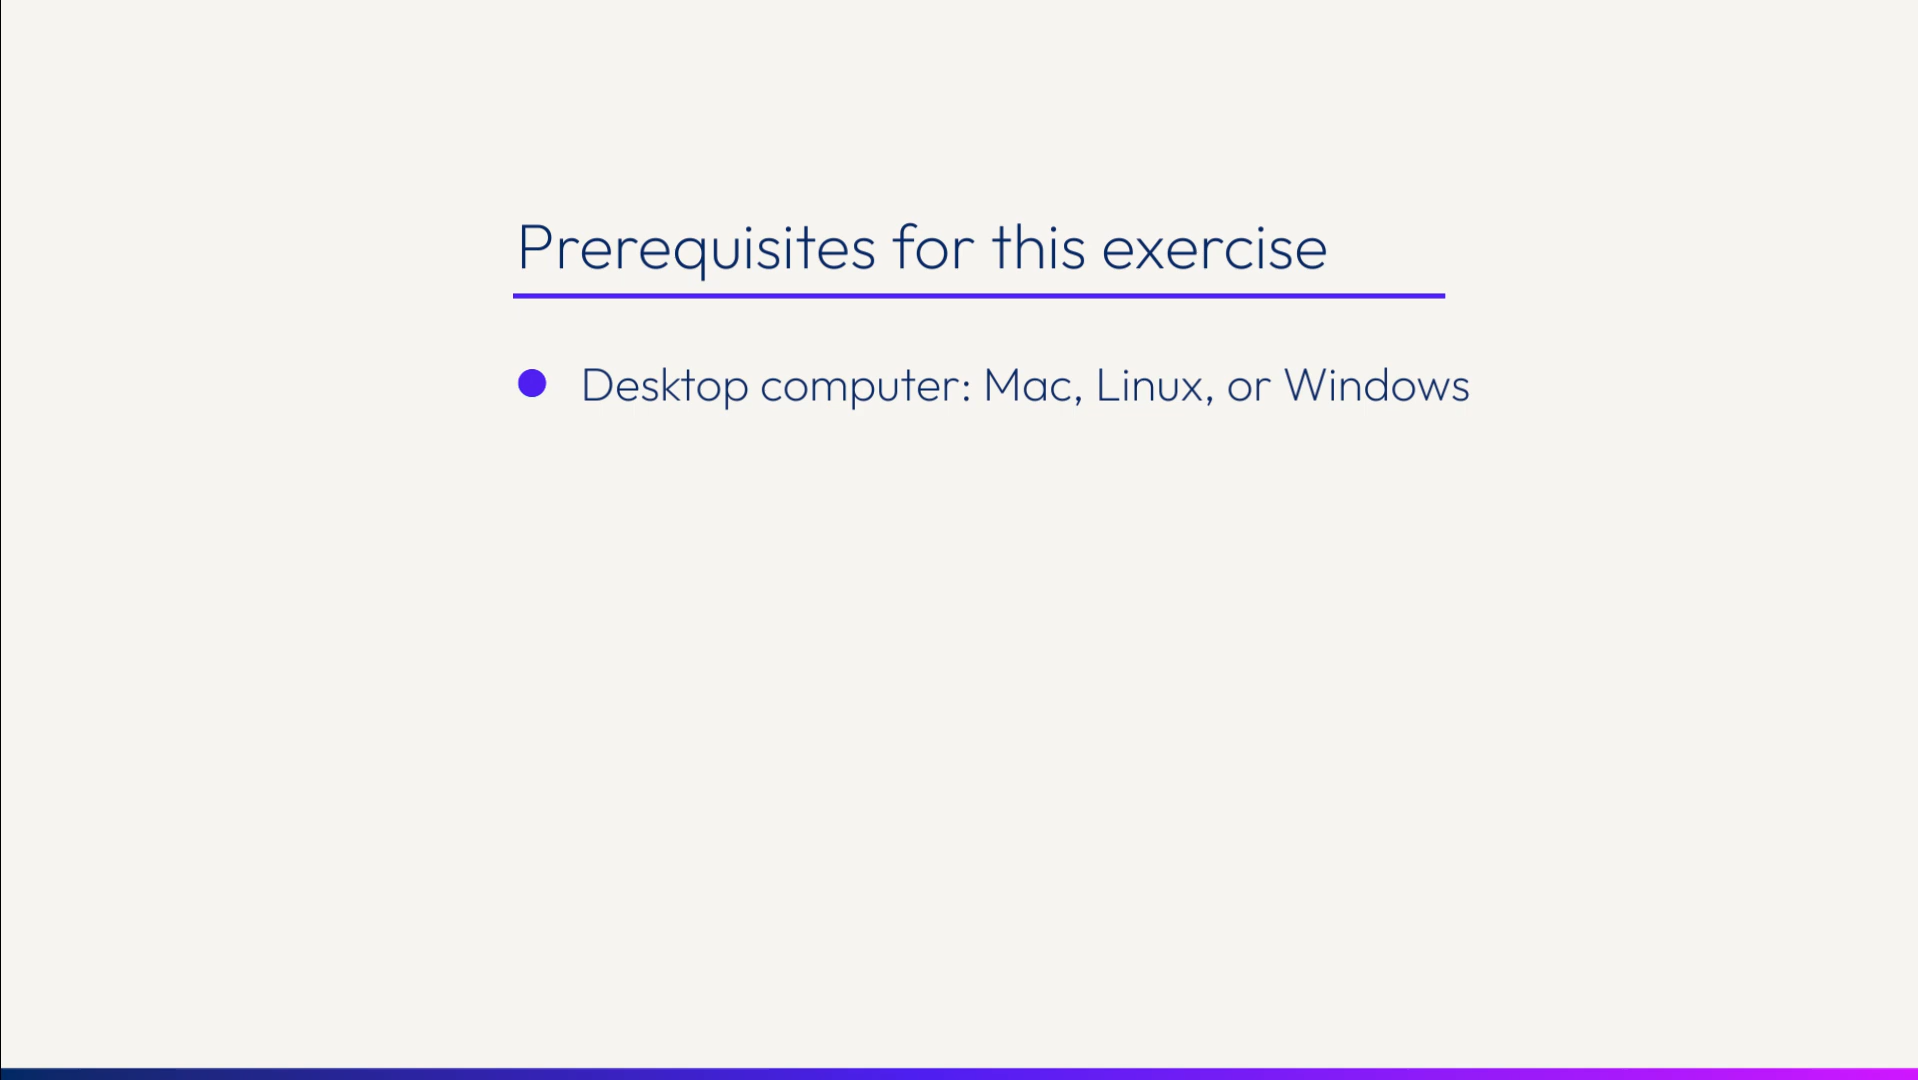 Prerequisites for this exercise
Desktop computer: Mac, Linux, or Windows